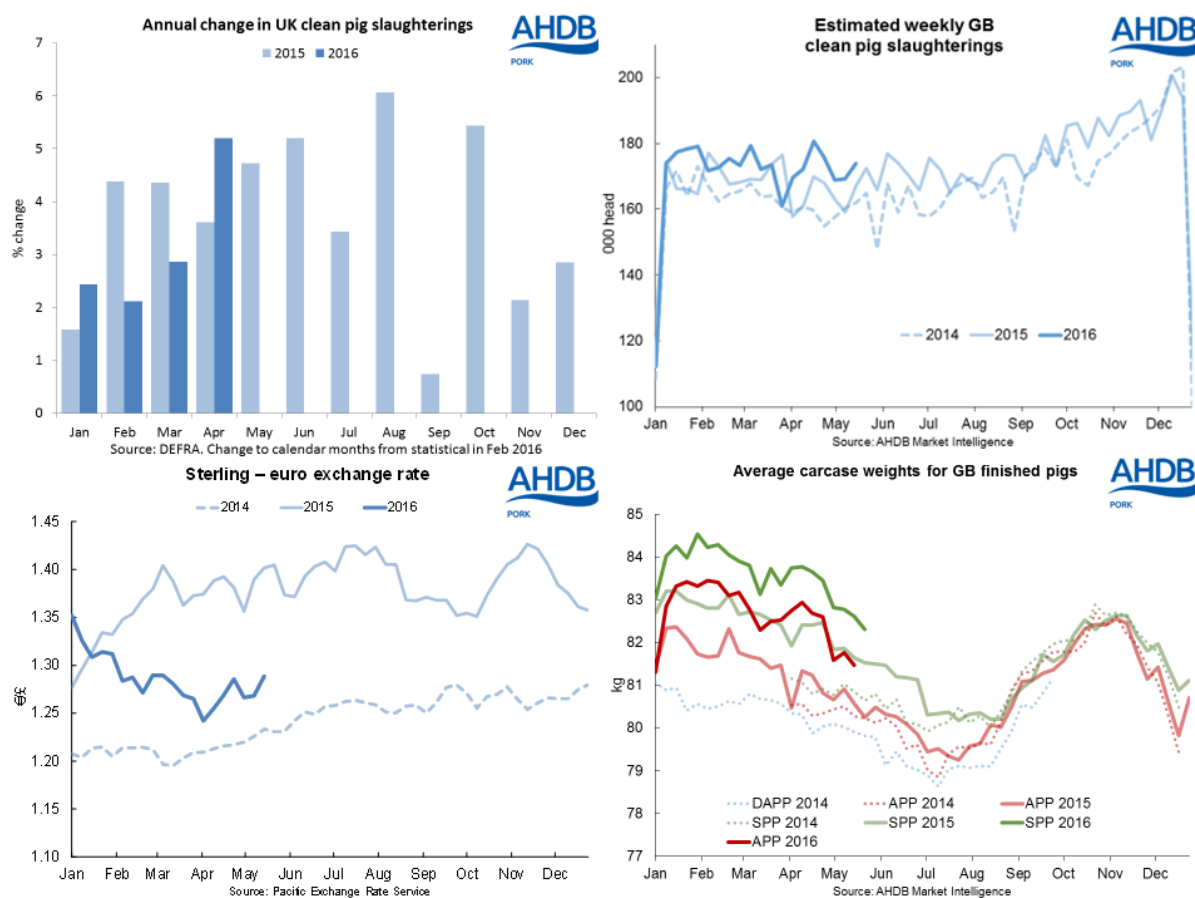 Annual change in UK clean pig slaughterings
AHDB
PORK
2015 2016
% change
7
6
5
4
3
2
1
0
Jan Feb Mar Apr May Jun Jul Aug Sep Oct Nov Dec
Source: DEFRA. Change to calendar months from statistical in Feb 2016
Estimated weekly GB
clean pig slaughterings
AHDB
PORK
000 head
200
180
160
140
120
100
2014 2015 2016
Jan Feb Mar Apr May Jun Jul Aug Sep Oct Nov Dec
Source: AHDB Market Intelligence
Sterling – euro exchange rate
AHDB
PORK
2014 2015 2016
€/£
1.45
1.40
1.35
1.30
1.25
1.20
1.15
1.10
Jan Feb Mar Apr May Jun Jul Aug Sep Oct Nov Dec
Source: Pacific Exchange Rate Service
Average carcase weights for GB finished pigs
AHDB
PORK
kg
85
84
83
82
81
80
79
78
77
DAPP 2014 APP 2014 APP 2015
SPP 2014 SPP 2015 SPP 2016
APP 2016
Jan Feb Mar Apr May Jun Jul Aug Sep Oct Nov Dec
Source: AHDB Market Intelligence